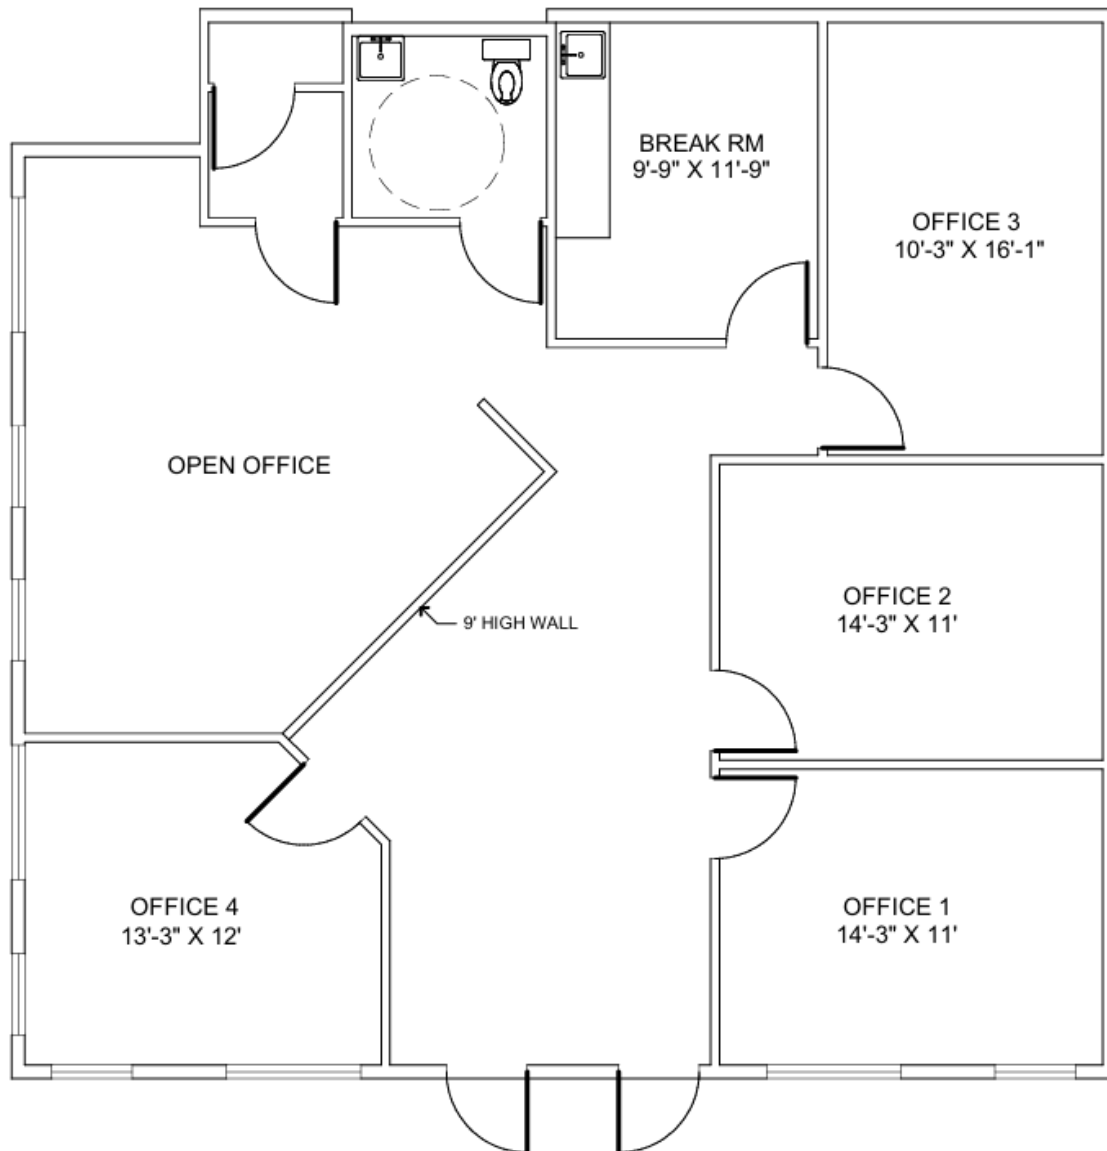 BREAK RM
9'-9" X 11'-9"
OFFICE 3
10'-3" X 16'-1"
OPEN OFFICE
OFFICE 2
14'-3" X 11'
9' HIGH WALL
OFFICE 4
13'-3" X 12'
OFFICE 1
14'-3" X 11'